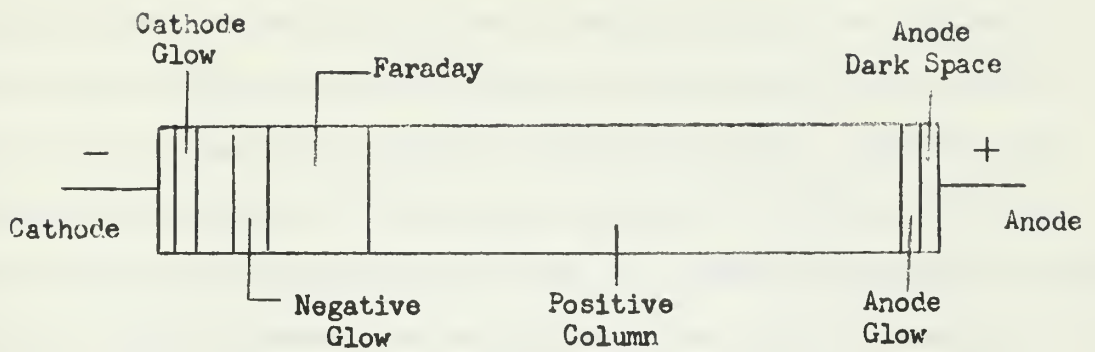 Cathode
Glow
Faraday
Anode
Dark Space
−
+
Cathode
Anode
Negative
Glow
Positive
Column
Anode
Glow